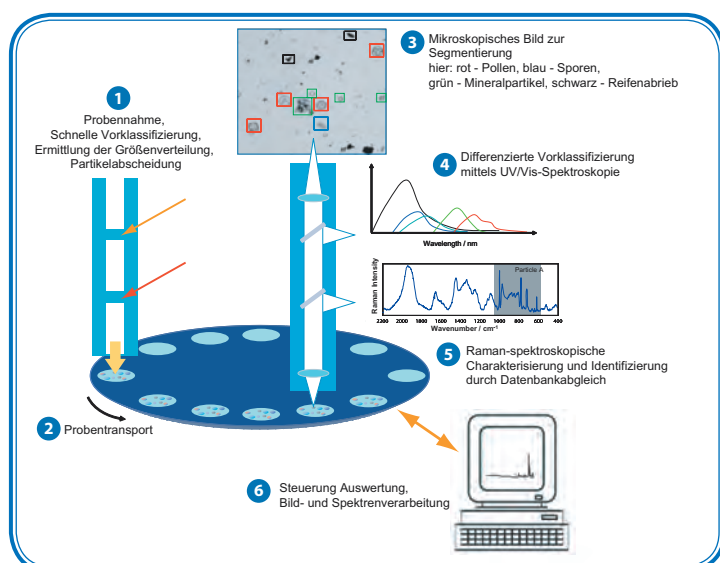 1
Probennahme,
Schnelle Vorklassifizierung,
Ermittlung der Größenverteilung,
Partikelabscheidung
2 Probentransport
3 Mikroskopisches Bild zur
Segmentierung
hier: rot - Pollen, blau - Sporen,
grün - Mineralpartikel, schwarz - Reifenabrieb
4 Differenzierte Vorklassifizierung
mittels UV/Vis-Spektroskopie
Wavelength / nm
Raman Intensity
Particle A
2200 2000 1800 1600 1400 1200 1000 800 600 400
Wavenumber / cm⁻¹
5 Raman-spektroskopische
Charakterisierung und Identifizierung
durch Datenbankabgleich
6 Steuerung Auswertung,
Bild- und Spektrenverarbeitung